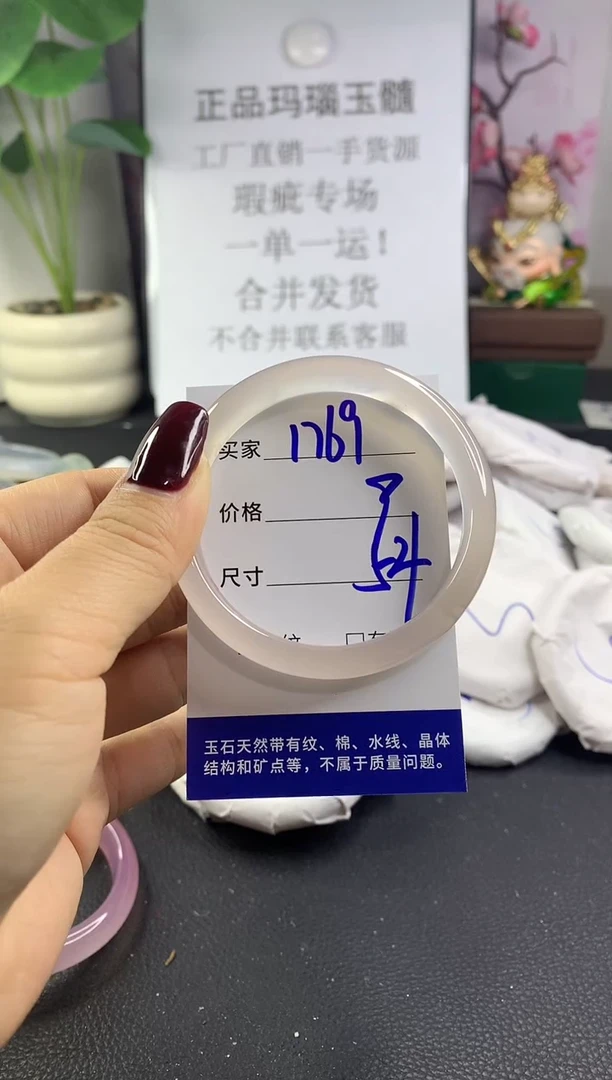 正品玛瑙玉髓
工厂直销一手货源
瑕疵专场
一单一运！
合并发货
不合并联系客服
买家 1769
价格
尺寸 54
玉石天然带有纹、棉、水线、晶体
结构和矿点等，不属于质量问题。